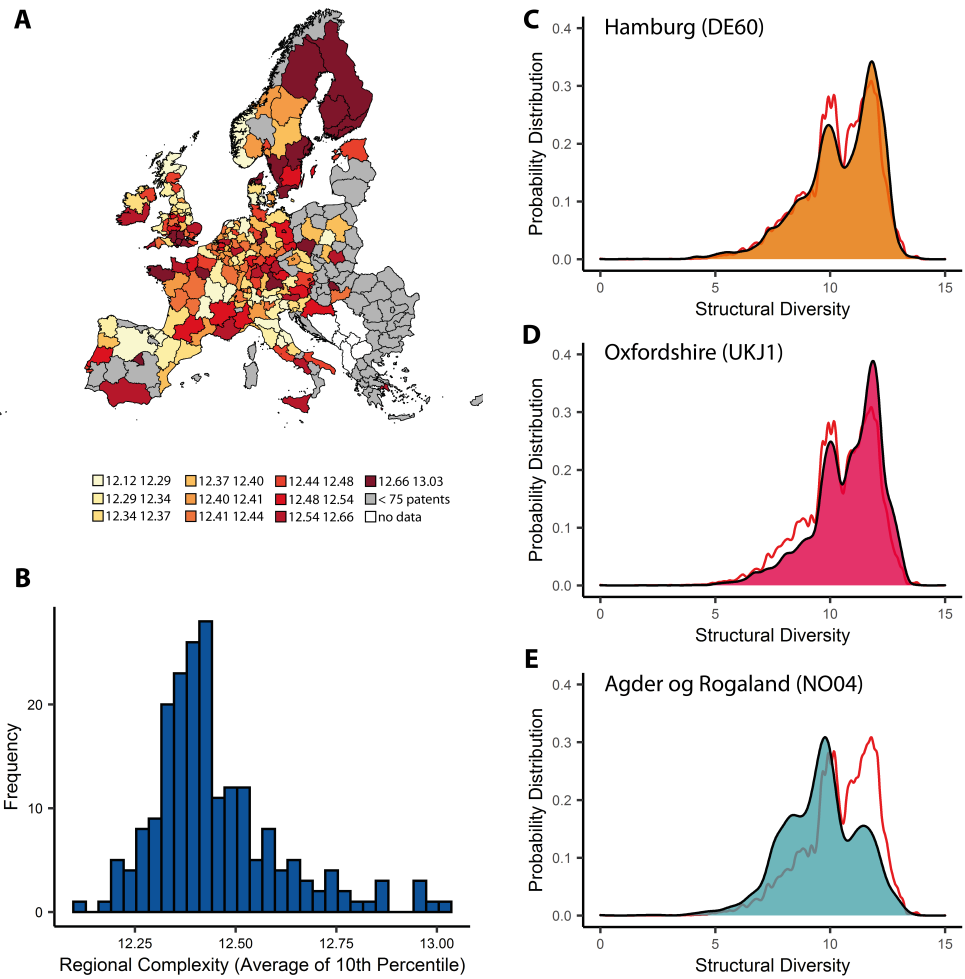 A
12.12 12.29
12.37 12.40
12.44 12.48
12.66 13.03
12.29 12.34
12.40 12.41
12.48 12.54
< 75 patents
12.34 12.37
12.41 12.44
12.54 12.66
no data
B
20
10
0
Frequency
12.25
12.50
12.75
13.00
Regional Complexity (Average of 10th Percentile)
C
Hamburg (DE60)
0.4
0.3
0.2
0.1
0.0
Probability Distribution
0
5
10
15
Structural Diversity
D
Oxfordshire (UKJ1)
0.4
0.3
0.2
0.1
0.0
Probability Distribution
0
5
10
15
Structural Diversity
E
Agder og Rogaland (NO04)
0.4
0.3
0.2
0.1
0.0
Probability Distribution
0
5
10
15
Structural Diversity